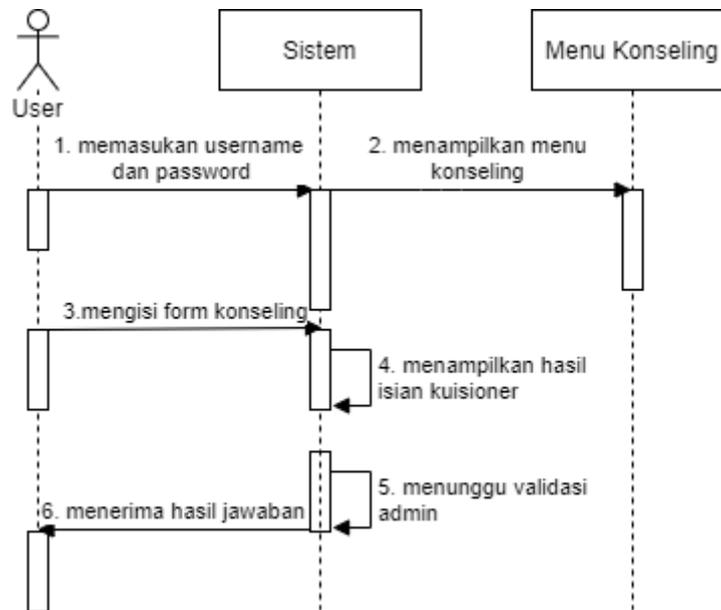 User
Sistem
Menu Konseling
1. memasukan username
dan password
2. menampilkan menu
konseling
3.mengisi form konseling
4. menampilkan hasil
isian kuisioner
5. menunggu validasi
admin
6. menerima hasil jawaban